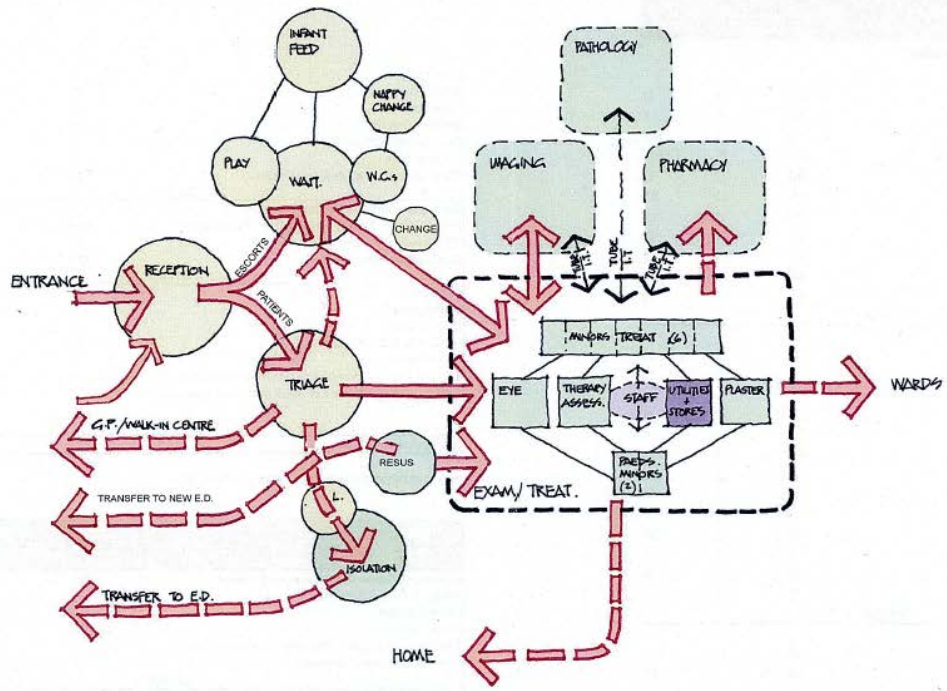 INFANT
FEED
NAPPY
CHANGE
PLAY
WAIT.
W.C.s
CHANGE
PATHOLOGY
IMAGING
PHARMACY
TUBE
I.T.
TUBE
I.T.
ENTRANCE
RECEPTION
ESCORTS
PATIENTS
TRIAGE
MINORS TREAT (6)
EYE
THERAPY
ASSESS.
STAFF
UTILITIES
+
STORES
PLASTER
PAEDS.
MINORS
(2)
EXAM/TREAT.
WARDS
G.P./WALK-IN CENTRE
RESUS
TRANSFER TO NEW E.D.
L.
ISOLATION
TRANSFER TO E.D.
HOME